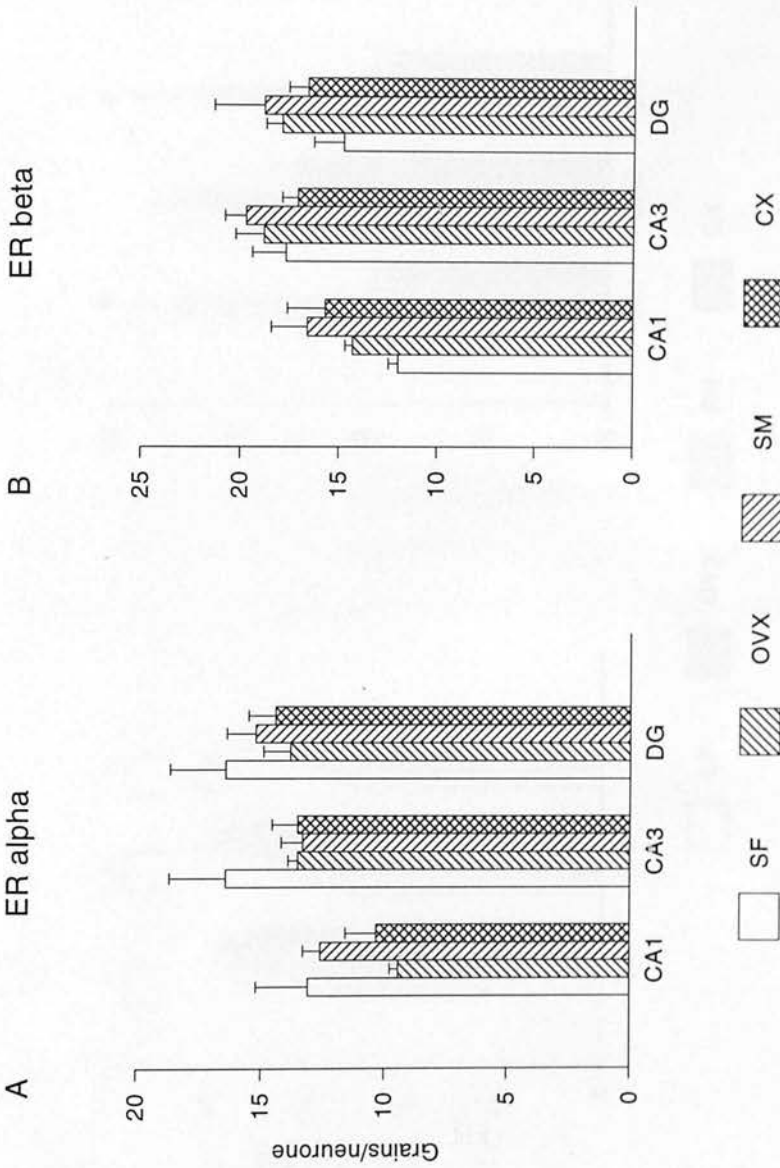 A
ER alpha
Grains/neurone
20
15
10
5
0
CA1
CA3
DG
B
ER beta
25
20
15
10
5
0
CA1
CA3
DG
SF
OVX
SM
CX